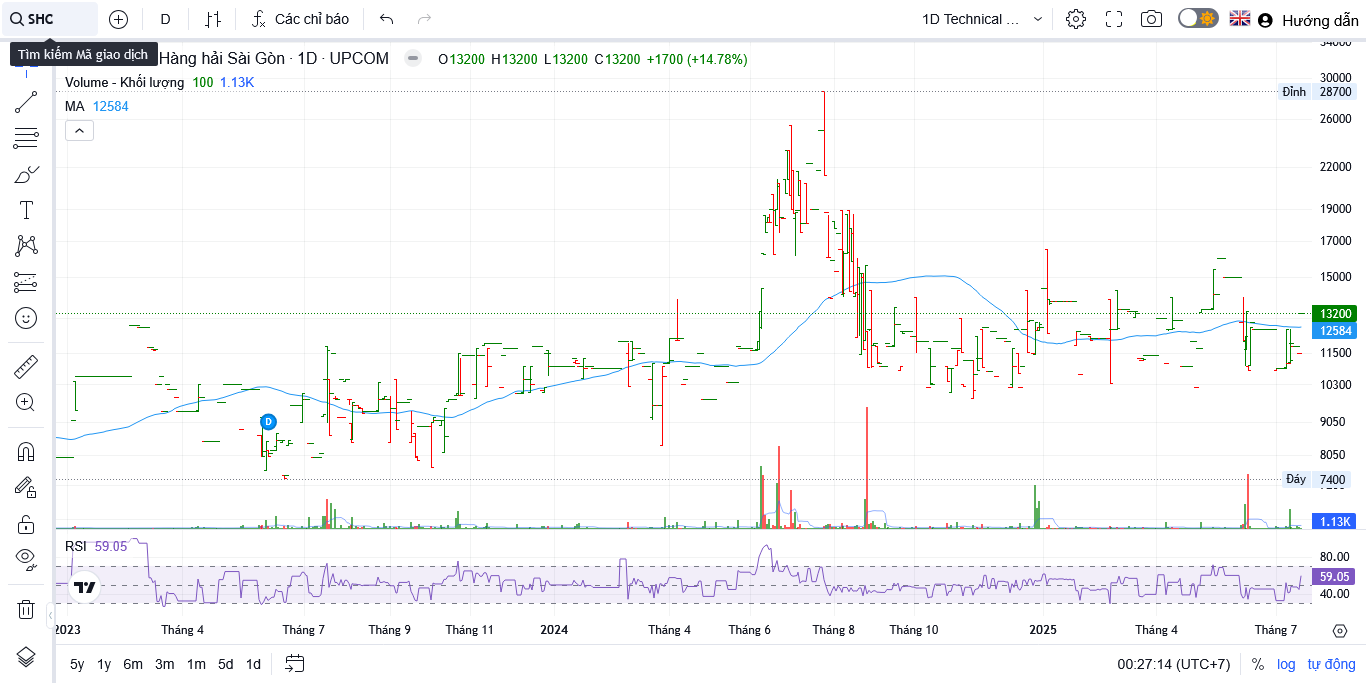 SHC
D
Các chỉ báo
1D Technical ...
Hướng dẫn
Tìm kiếm Mã giao dịch
Hàng hải Sài Gòn · 1D · UPCOM
O13200 H13200 L13200 C13200 +1700 (+14.78%)
Volume - Khối lượng 100 1.13K
MA 12584
34000
30000
Đỉnh 28700
26000
22000
19000
17000
15000
13200
12584
11500
10300
9050
8050
Đáy 7400
1.13K
D
RSI 59.05
80.00
59.05
40.00
2023 Tháng 4 Tháng 7 Tháng 9 Tháng 11 2024 Tháng 4 Tháng 6 Tháng 8 Tháng 10 2025 Tháng 4 Tháng 7
5y 1y 6m 3m 1m 5d 1d
00:27:14 (UTC+7) % log tự động